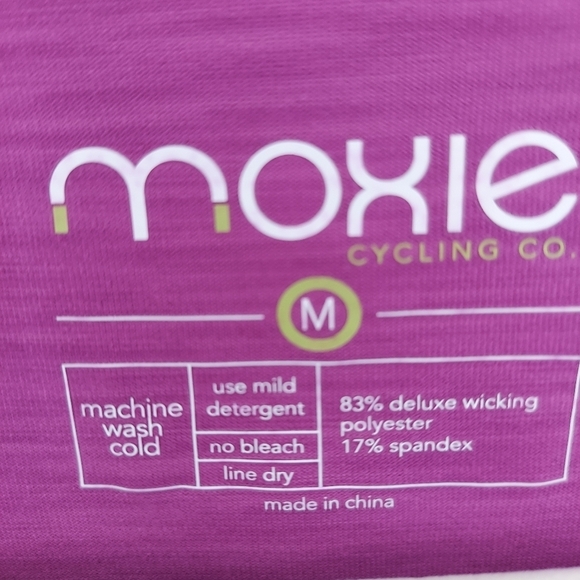 moxie
CYCLING CO.
M
machine
wash
cold
use mild
detergent
no bleach
line dry
83% deluxe wicking
polyester
17% spandex
made in china